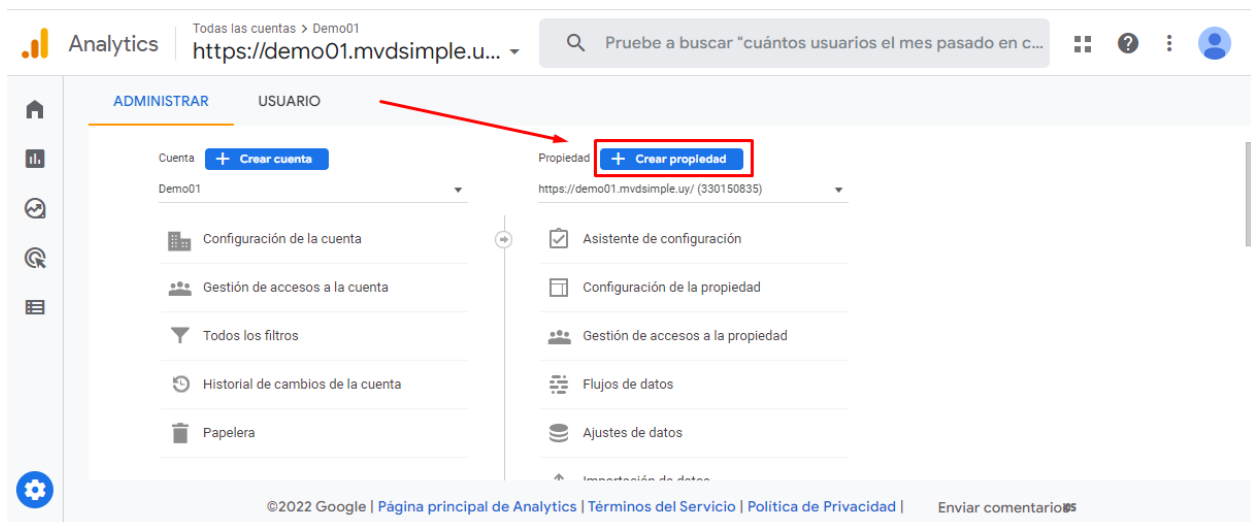 Analytics
Todas las cuentas > Demo01
https://demo01.mvdsimple.u...
Pruebe a buscar "cuántos usuarios el mes pasado en c...
ADMINISTRAR
USUARIO
Cuenta
+ Crear cuenta
Demo01
Configuración de la cuenta
Gestión de accesos a la cuenta
Todos los filtros
Historial de cambios de la cuenta
Papelera
Propiedad
+ Crear propiedad
https://demo01.mvdsimple.uy/ (330150835)
Asistente de configuración
Configuración de la propiedad
Gestión de accesos a la propiedad
Flujos de datos
Ajustes de datos
Importación de datos
©2022 Google | Página principal de Analytics | Términos del Servicio | Política de Privacidad |
Enviar comentarios